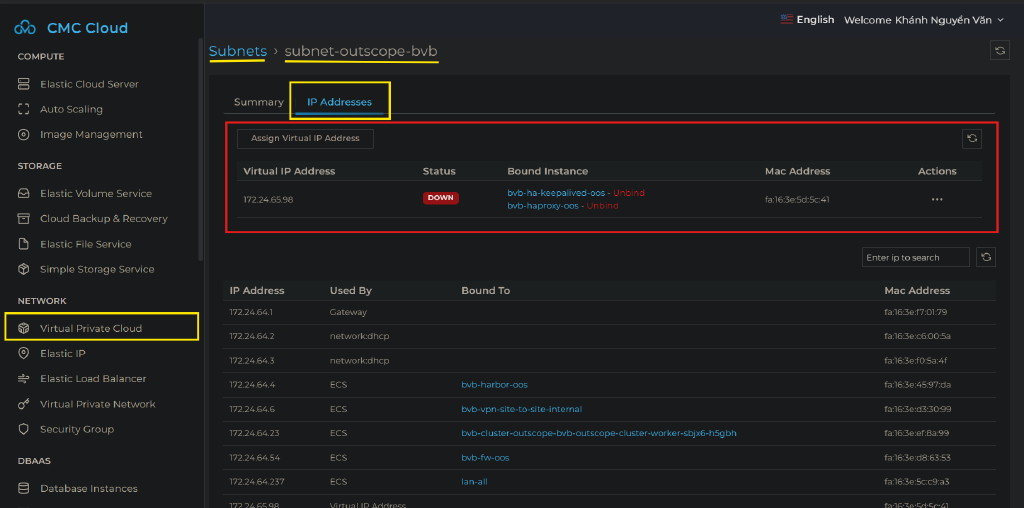 CMC Cloud
English Welcome Khánh Nguyễn Văn
COMPUTE
Elastic Cloud Server
Auto Scaling
Image Management
STORAGE
Elastic Volume Service
Cloud Backup & Recovery
Elastic File Service
Simple Storage Service
NETWORK
Virtual Private Cloud
Elastic IP
Elastic Load Balancer
Virtual Private Network
Security Group
DBAAS
Database Instances
Subnets › subnet-outscope-bvb
Summary IP Addresses
Assign Virtual IP Address
Virtual IP Address Status Bound Instance Mac Address Actions
172.24.65.98 DOWN bvb-ha-keepalived-oos - Unbind fa:16:3e:5d:5c:41 ...
bvb-haproxy-oos - Unbind
Enter ip to search
IP Address Used By Bound To Mac Address
172.24.64.1 Gateway fa:16:3e:f7:01:79
172.24.64.2 network:dhcp fa:16:3e:c6:00:5a
172.24.64.3 network:dhcp fa:16:3e:f0:5a:4f
172.24.64.4 ECS bvb-harbor-oos fa:16:3e:45:97:da
172.24.64.6 ECS bvb-vpn-site-to-site-internal fa:16:3e:d3:30:99
172.24.64.23 ECS bvb-cluster-outscope-bvb-outscope-cluster-worker-sbjx6-h5gbh fa:16:3e:ef:8a:99
172.24.64.54 ECS bvb-fw-oos fa:16:3e:d8:63:53
172.24.64.237 ECS lan-ali fa:16:3e:5c:c9:a3
172.24.65.98 Virtual IP Address fa:16:3e:5d:5c:41